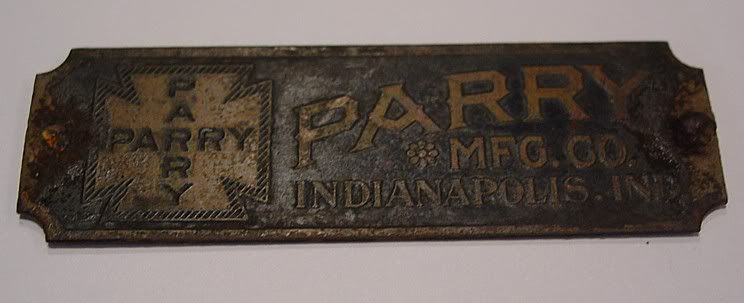 PARRY
PARRY
PARRY
MFG. CO.
INDIANAPOLIS. IND